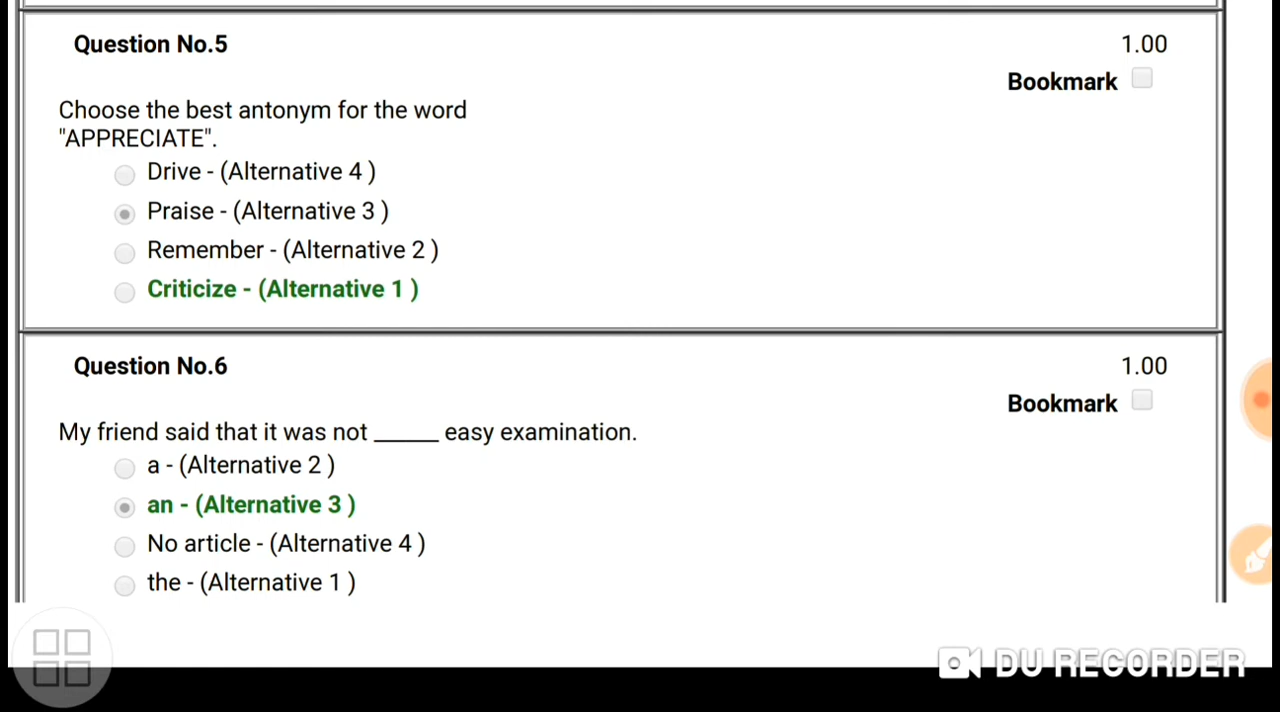 Question No.5
1.00
Bookmark
Choose the best antonym for the word
"APPRECIATE".
Drive - (Alternative 4 )
Praise - (Alternative 3 )
Remember - (Alternative 2 )
Criticize - (Alternative 1 )
Question No.6
1.00
Bookmark
My friend said that it was not _____ easy examination.
a - (Alternative 2 )
an - (Alternative 3 )
No article - (Alternative 4 )
the - (Alternative 1 )
DU RECORDER